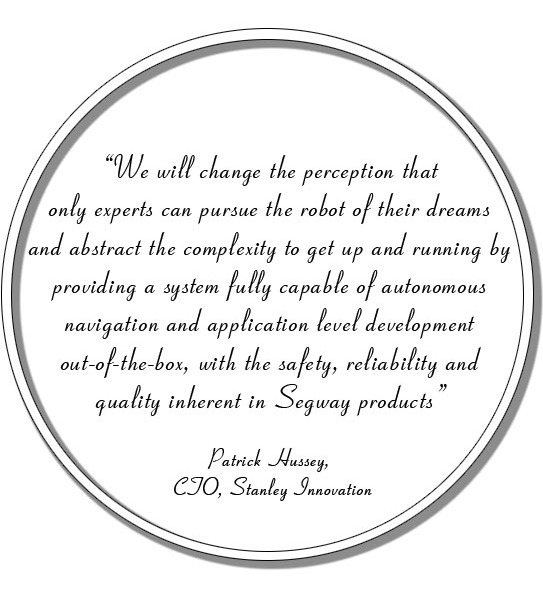 “We will change the perception that
only experts can pursue the robot of their dreams
and abstract the complexity to get up and running by
providing a system fully capable of autonomous
navigation and application level development
out-of-the-box, with the safety, reliability and
quality inherent in Segway products”
Patrick Hussey,
CTO, Stanley Innovation